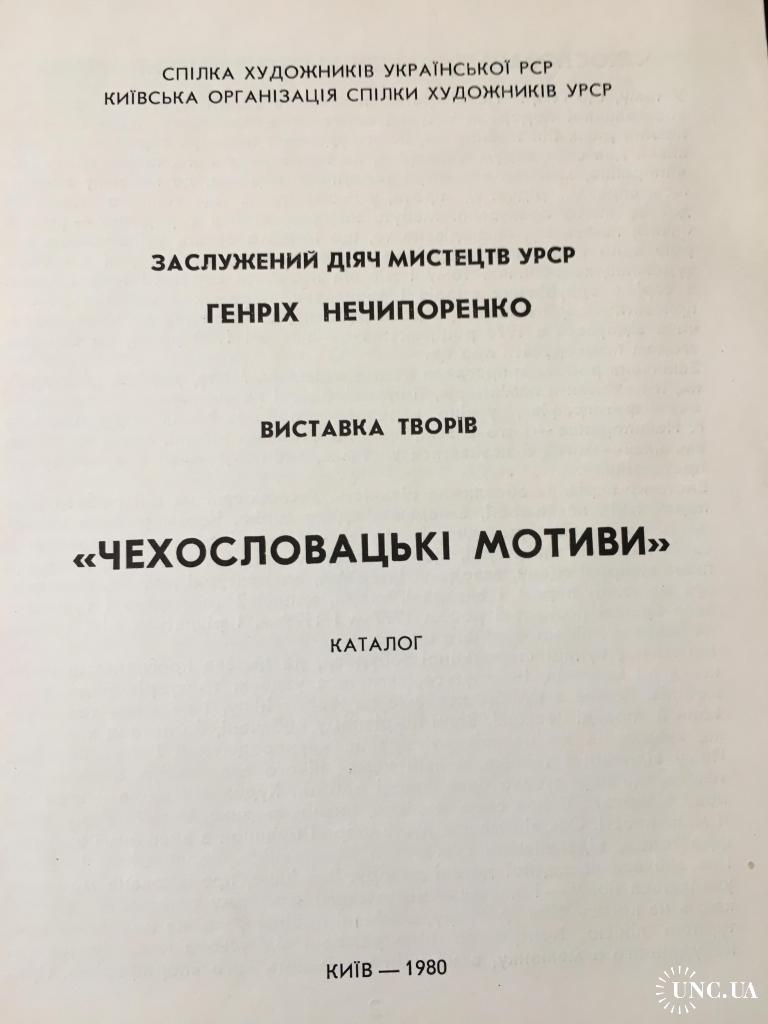 СПІЛКА ХУДОЖНИКІВ УКРАЇНСЬКОЇ РСР
КИЇВСЬКА ОРГАНІЗАЦІЯ СПІЛКИ ХУДОЖНИКІВ УРСР
ЗАСЛУЖЕНИЙ ДІЯЧ МИСТЕЦТВ УРСР
ГЕНРІХ НЕЧИПОРЕНКО
ВИСТАВКА ТВОРІВ
«ЧЕХОСЛОВАЦЬКІ МОТИВИ»
КАТАЛОГ
КИЇВ — 1980
UNC.UA